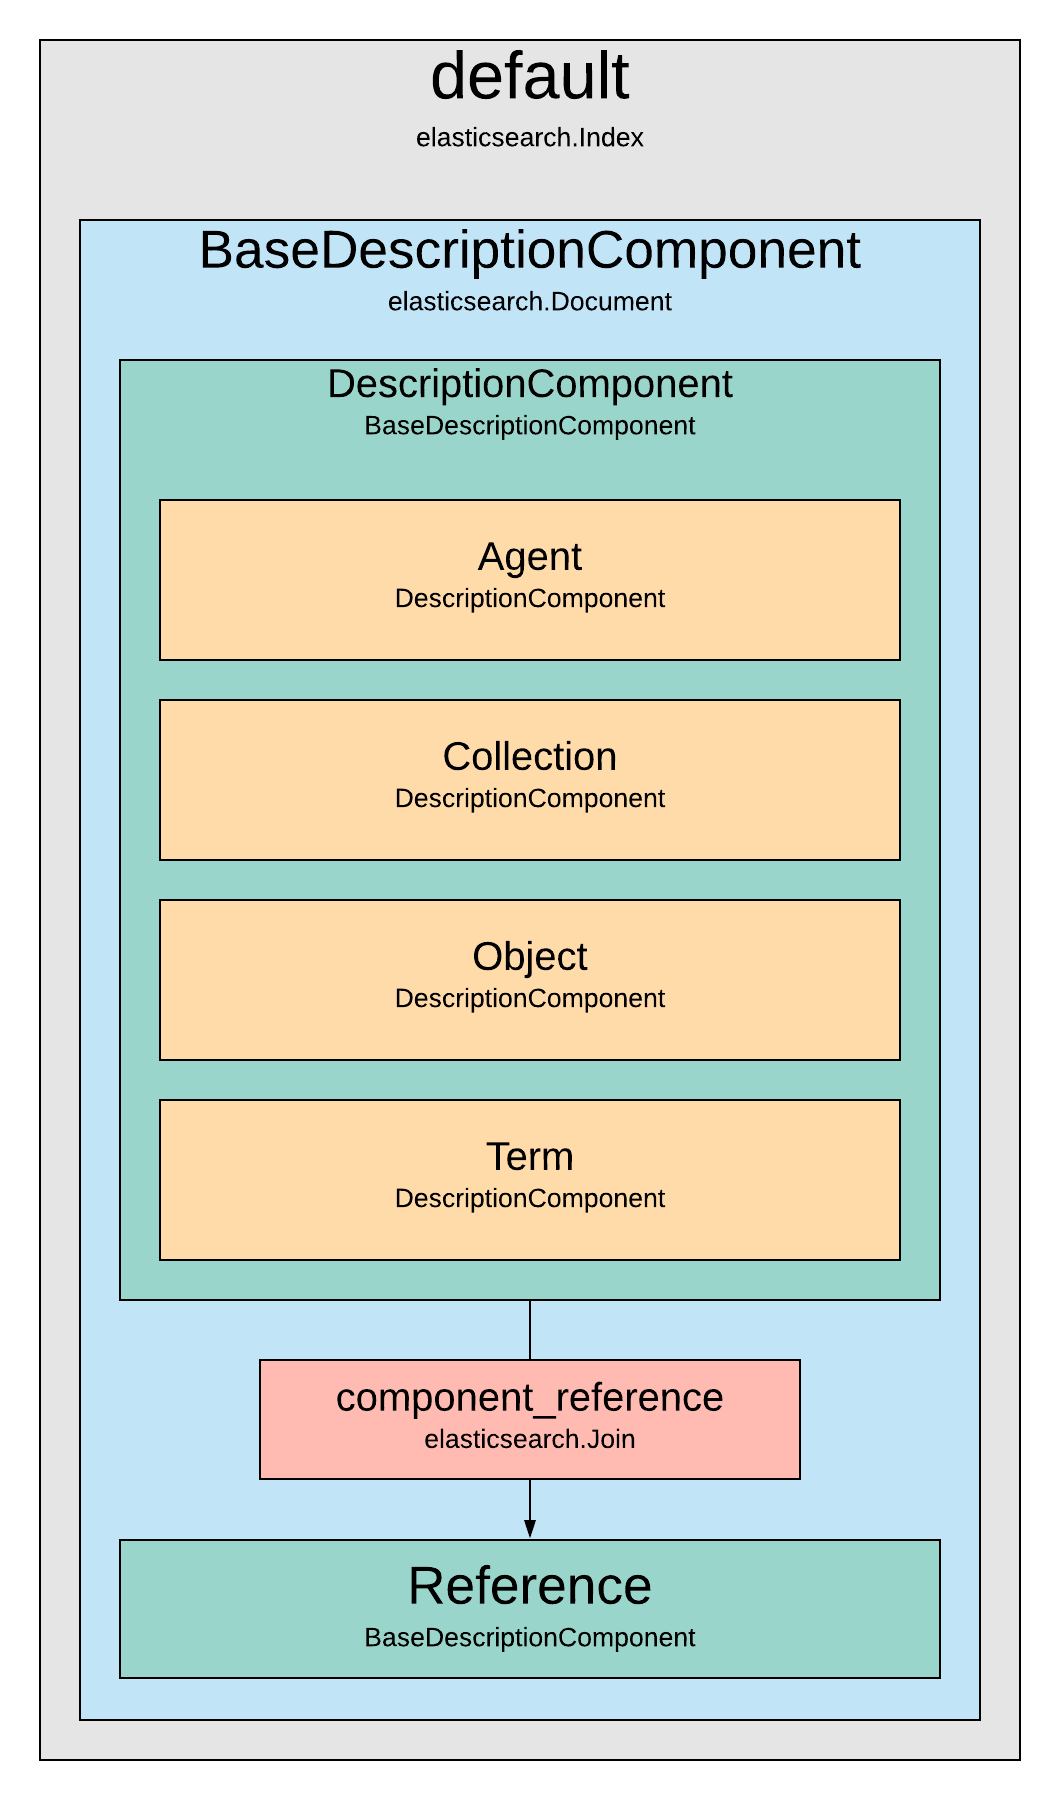 default
elasticsearch.Index
BaseDescriptionComponent
elasticsearch.Document
DescriptionComponent
BaseDescriptionComponent
Agent
DescriptionComponent
Collection
DescriptionComponent
Object
DescriptionComponent
Term
DescriptionComponent
component_reference
elasticsearch.Join
Reference
BaseDescriptionComponent